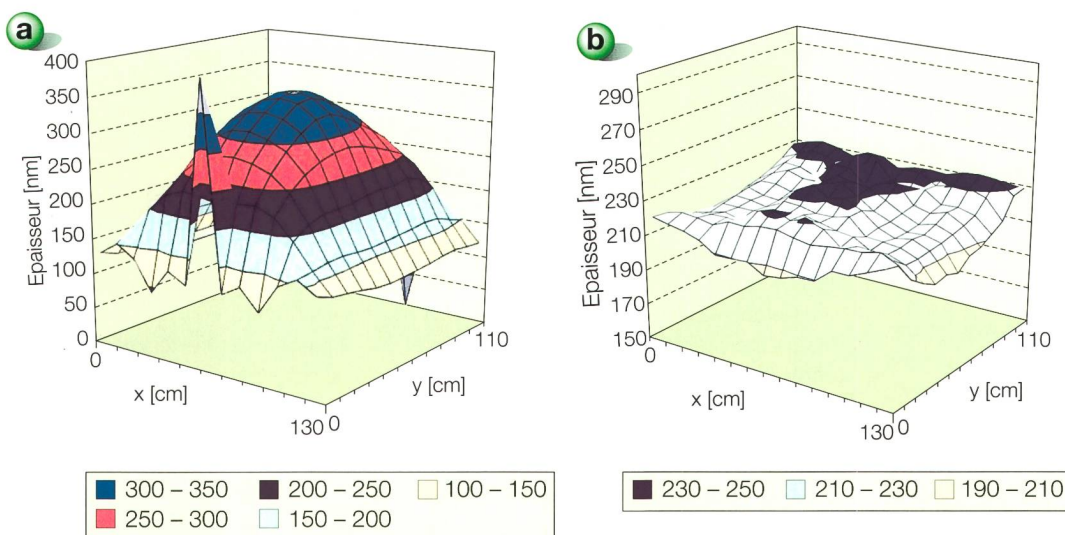 a
400
350
300
250
200
150
100
50
0
Epaisseur [nm]
0
x [cm]
130
0
y [cm]
110
300 – 350
200 – 250
100 – 150
250 – 300
150 – 200
b
290
270
250
230
210
190
170
150
Epaisseur [nm]
0
x [cm]
130
0
y [cm]
110
230 – 250
210 – 230
190 – 210